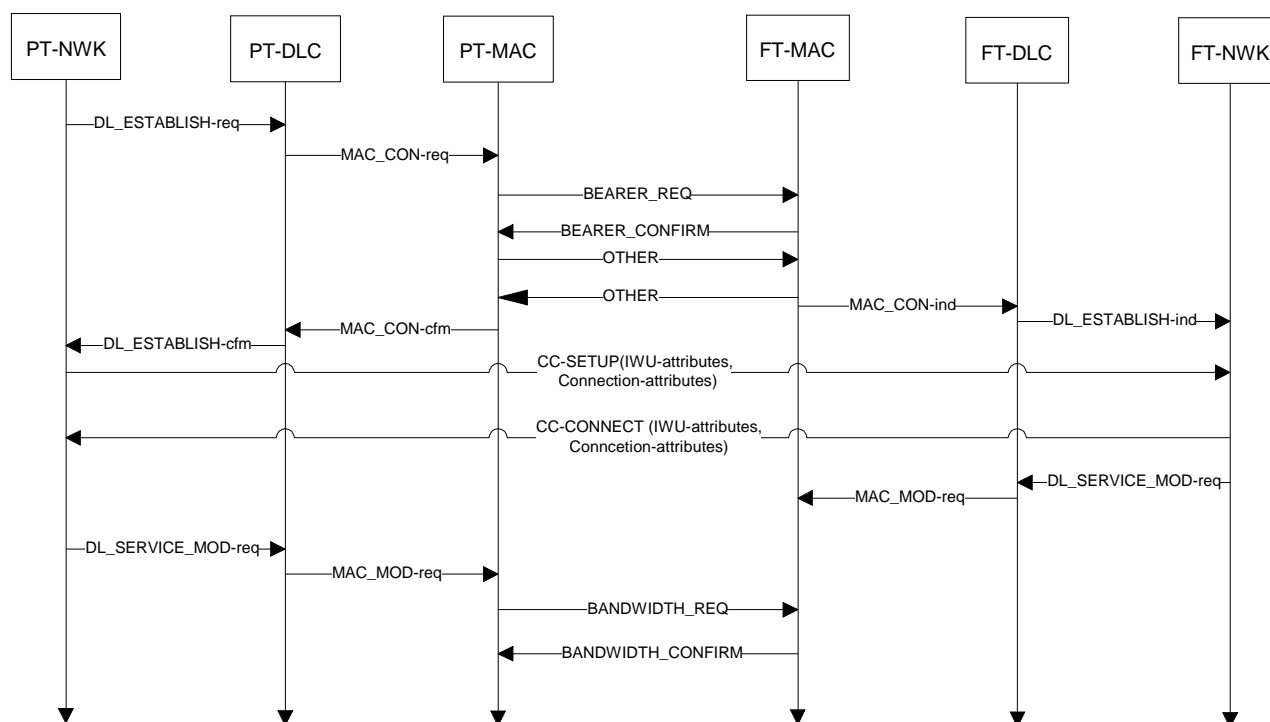 PT-NWK
PT-DLC
PT-MAC
FT-MAC
FT-DLC
FT-NWK
DL_ESTABLISH-req
MAC_CON-req
BEARER_REQ
BEARER_CONFIRM
OTHER
OTHER
MAC_CON-ind
DL_ESTABLISH-ind
MAC_CON-cfm
DL_ESTABLISH-cfm
CC-SETUP(IWU-attributes,
Connection-attributes)
CC-CONNECT (IWU-attributes,
Conncetion-attributes)
DL_SERVICE_MOD-req
MAC_MOD-req
DL_SERVICE_MOD-req
MAC_MOD-req
BANDWIDTH_REQ
BANDWIDTH_CONFIRM